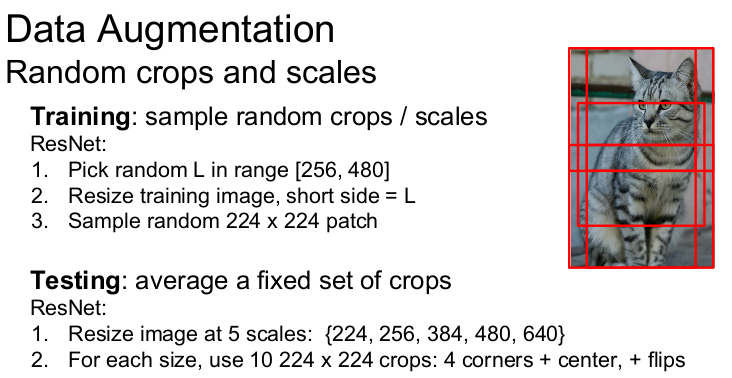 Data Augmentation
Random crops and scales
Training: sample random crops / scales
ResNet:
1. Pick random L in range [256, 480]
2. Resize training image, short side = L
3. Sample random 224 x 224 patch
Testing: average a fixed set of crops
ResNet:
1. Resize image at 5 scales: {224, 256, 384, 480, 640}
2. For each size, use 10 224 x 224 crops: 4 corners + center, + flips